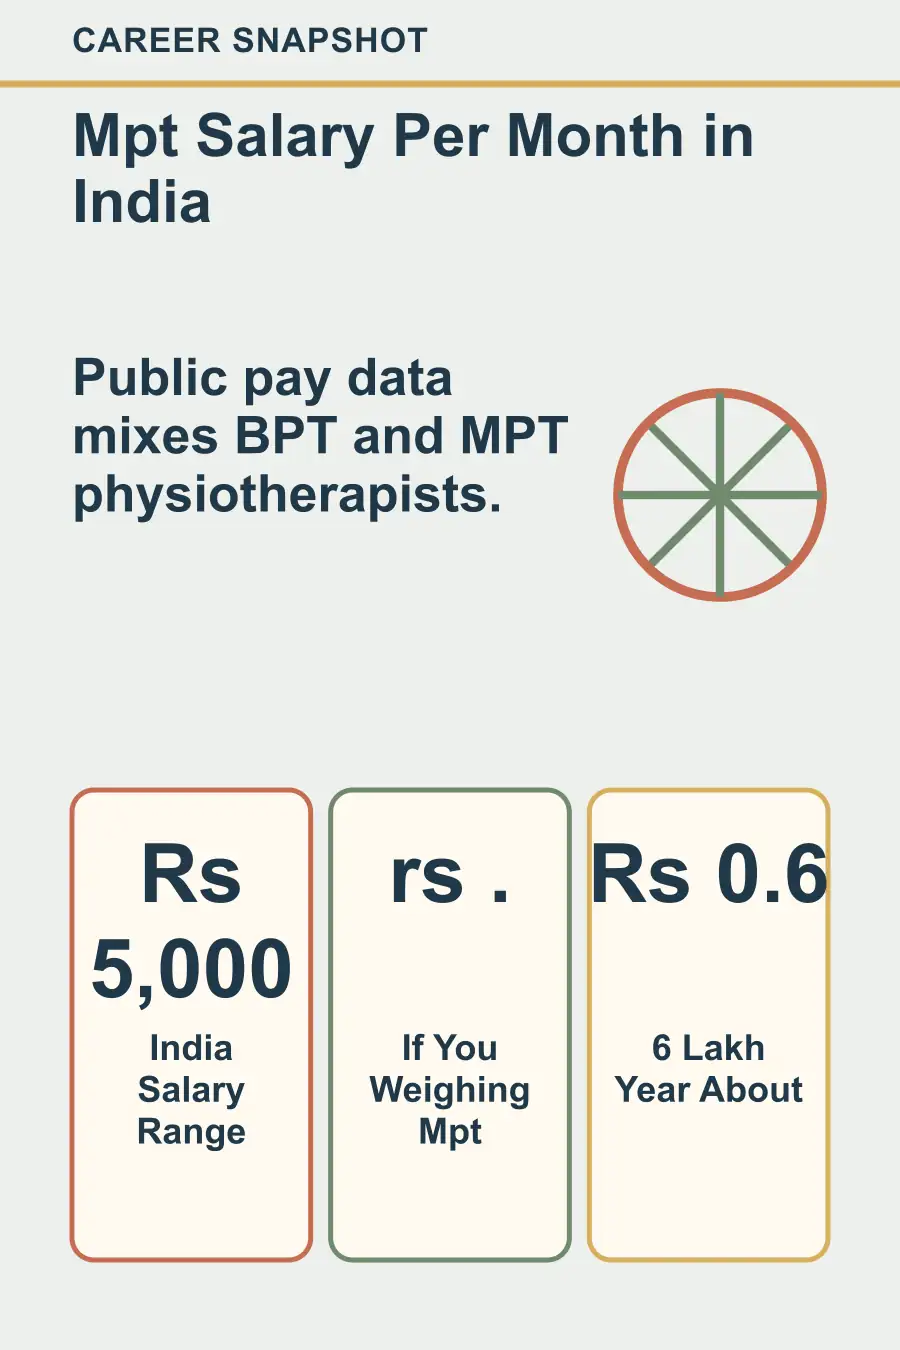 CAREER SNAPSHOT
Mpt Salary Per Month in
India
Public pay data
mixes BPT and MPT
physiotherapists.
Rs
5,000
India
Salary
Range
rs .
If You
Weighing
Mpt
Rs 0.6
6 Lakh
Year About